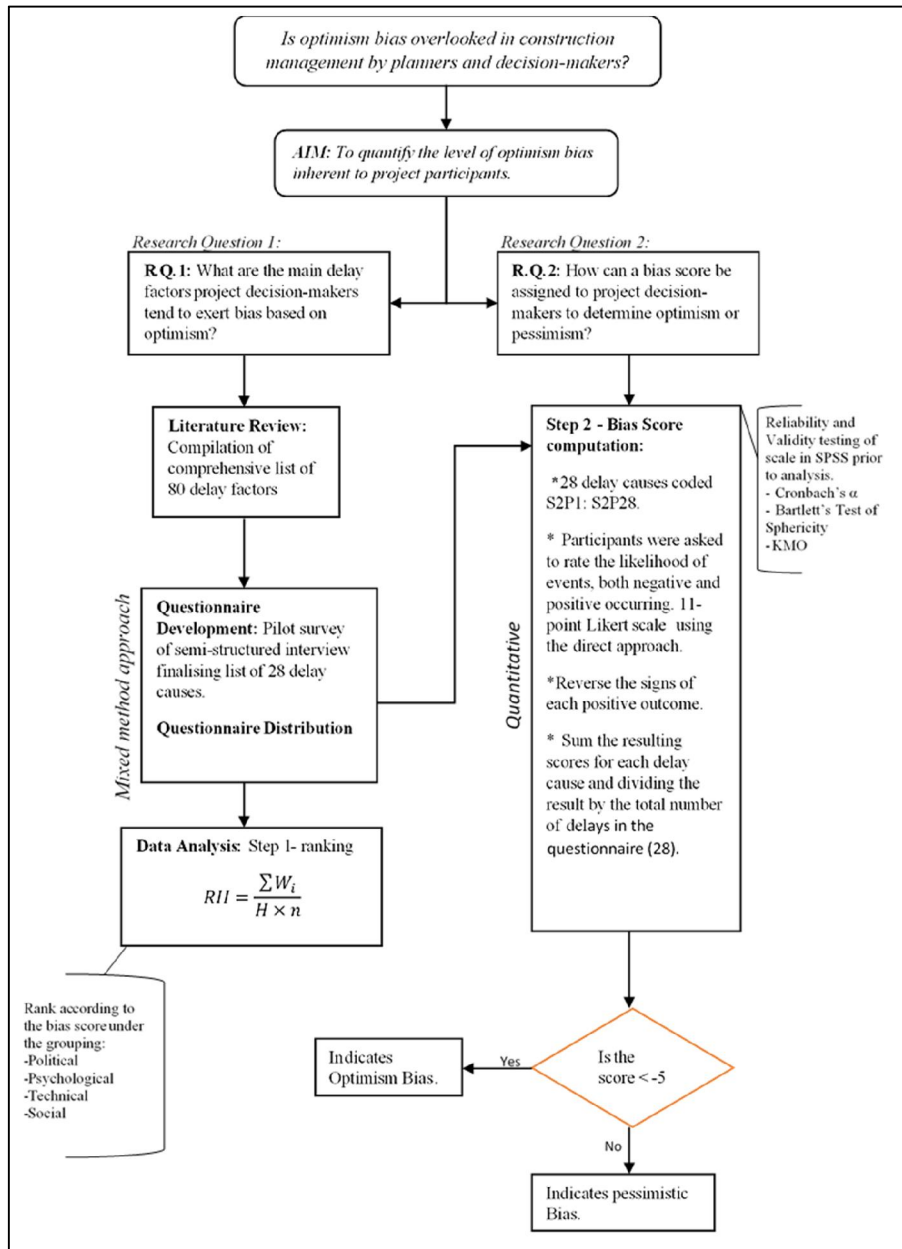 Is optimism bias overlooked in construction
management by planners and decision-makers?
AIM: To quantify the level of optimism bias
inherent to project participants.
Research Question 1:
R.Q.1: What are the main delay
factors project decision-makers
tend to exert bias based on
optimism?
Research Question 2:
R.Q.2: How can a bias score be
assigned to project decision-
makers to determine optimism or
pessimism?
Literature Review:
Compilation of
comprehensive list of
80 delay factors
Mixed method approach
Questionnaire
Development: Pilot survey
of semi-structured interview
finalising list of 28 delay
causes.
Questionnaire Distribution
Data Analysis: Step 1- ranking
RII = ∑W_i / (H × n)
Rank according to
the bias score under
the grouping:
-Political
-Psychological
-Technical
-Social
Quantitative
Step 2 - Bias Score
computation:
*28 delay causes coded
S2P1: S2P28.
* Participants were asked
to rate the likelihood of
events, both negative and
positive occurring. 11-
point Likert scale using
the direct approach.
*Reverse the signs of
each positive outcome.
* Sum the resulting
scores for each delay
cause and dividing the
result by the total number
of delays in the
questionnaire (28).
Reliability and
Validity testing of
scale in SPSS prior
to analysis.
- Cronbach's α
- Bartlett's Test of
Sphericity
-KMO
Is the
score < -5
Yes
Indicates
Optimism Bias.
No
Indicates pessimistic
Bias.